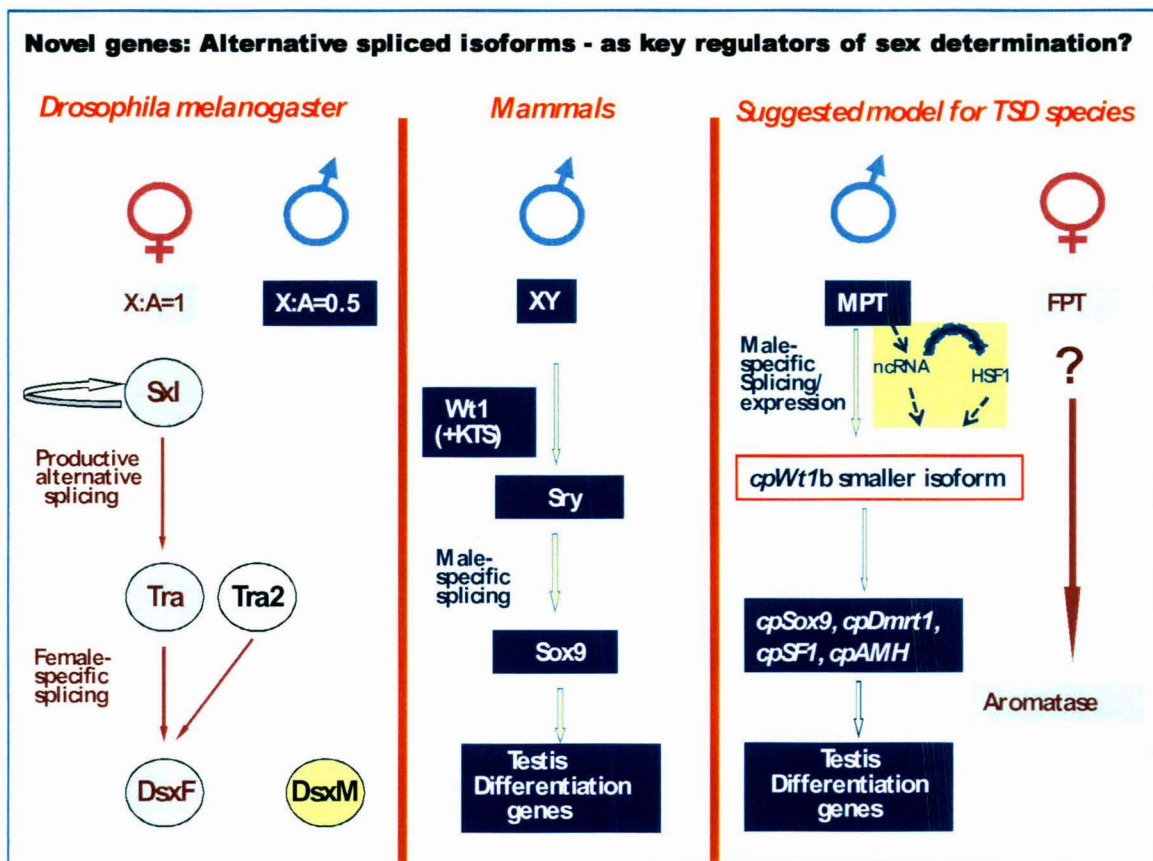 Novel genes: Alternative spliced isoforms - as key regulators of sex determination?
Drosophila melanogaster
X:A=1
X:A=0.5
Sxl
Productive
alternative
splicing
Tra
Tra2
Female-
specific
splicing
DsxF
DsxM
Mammals
XY
Wt1
(+KTS)
Sry
Male-
specific
splicing
Sox9
Testis
Differentiation
genes
Suggested model for TSD species
MPT
FPT
Male-
specific
Splicing/
expression
ncRNA
HSF1
?
cpWt1b smaller isoform
cpSox9, cpDmrt1,
cpSF1, cpAMH
Aromatase
Testis
Differentiation
genes